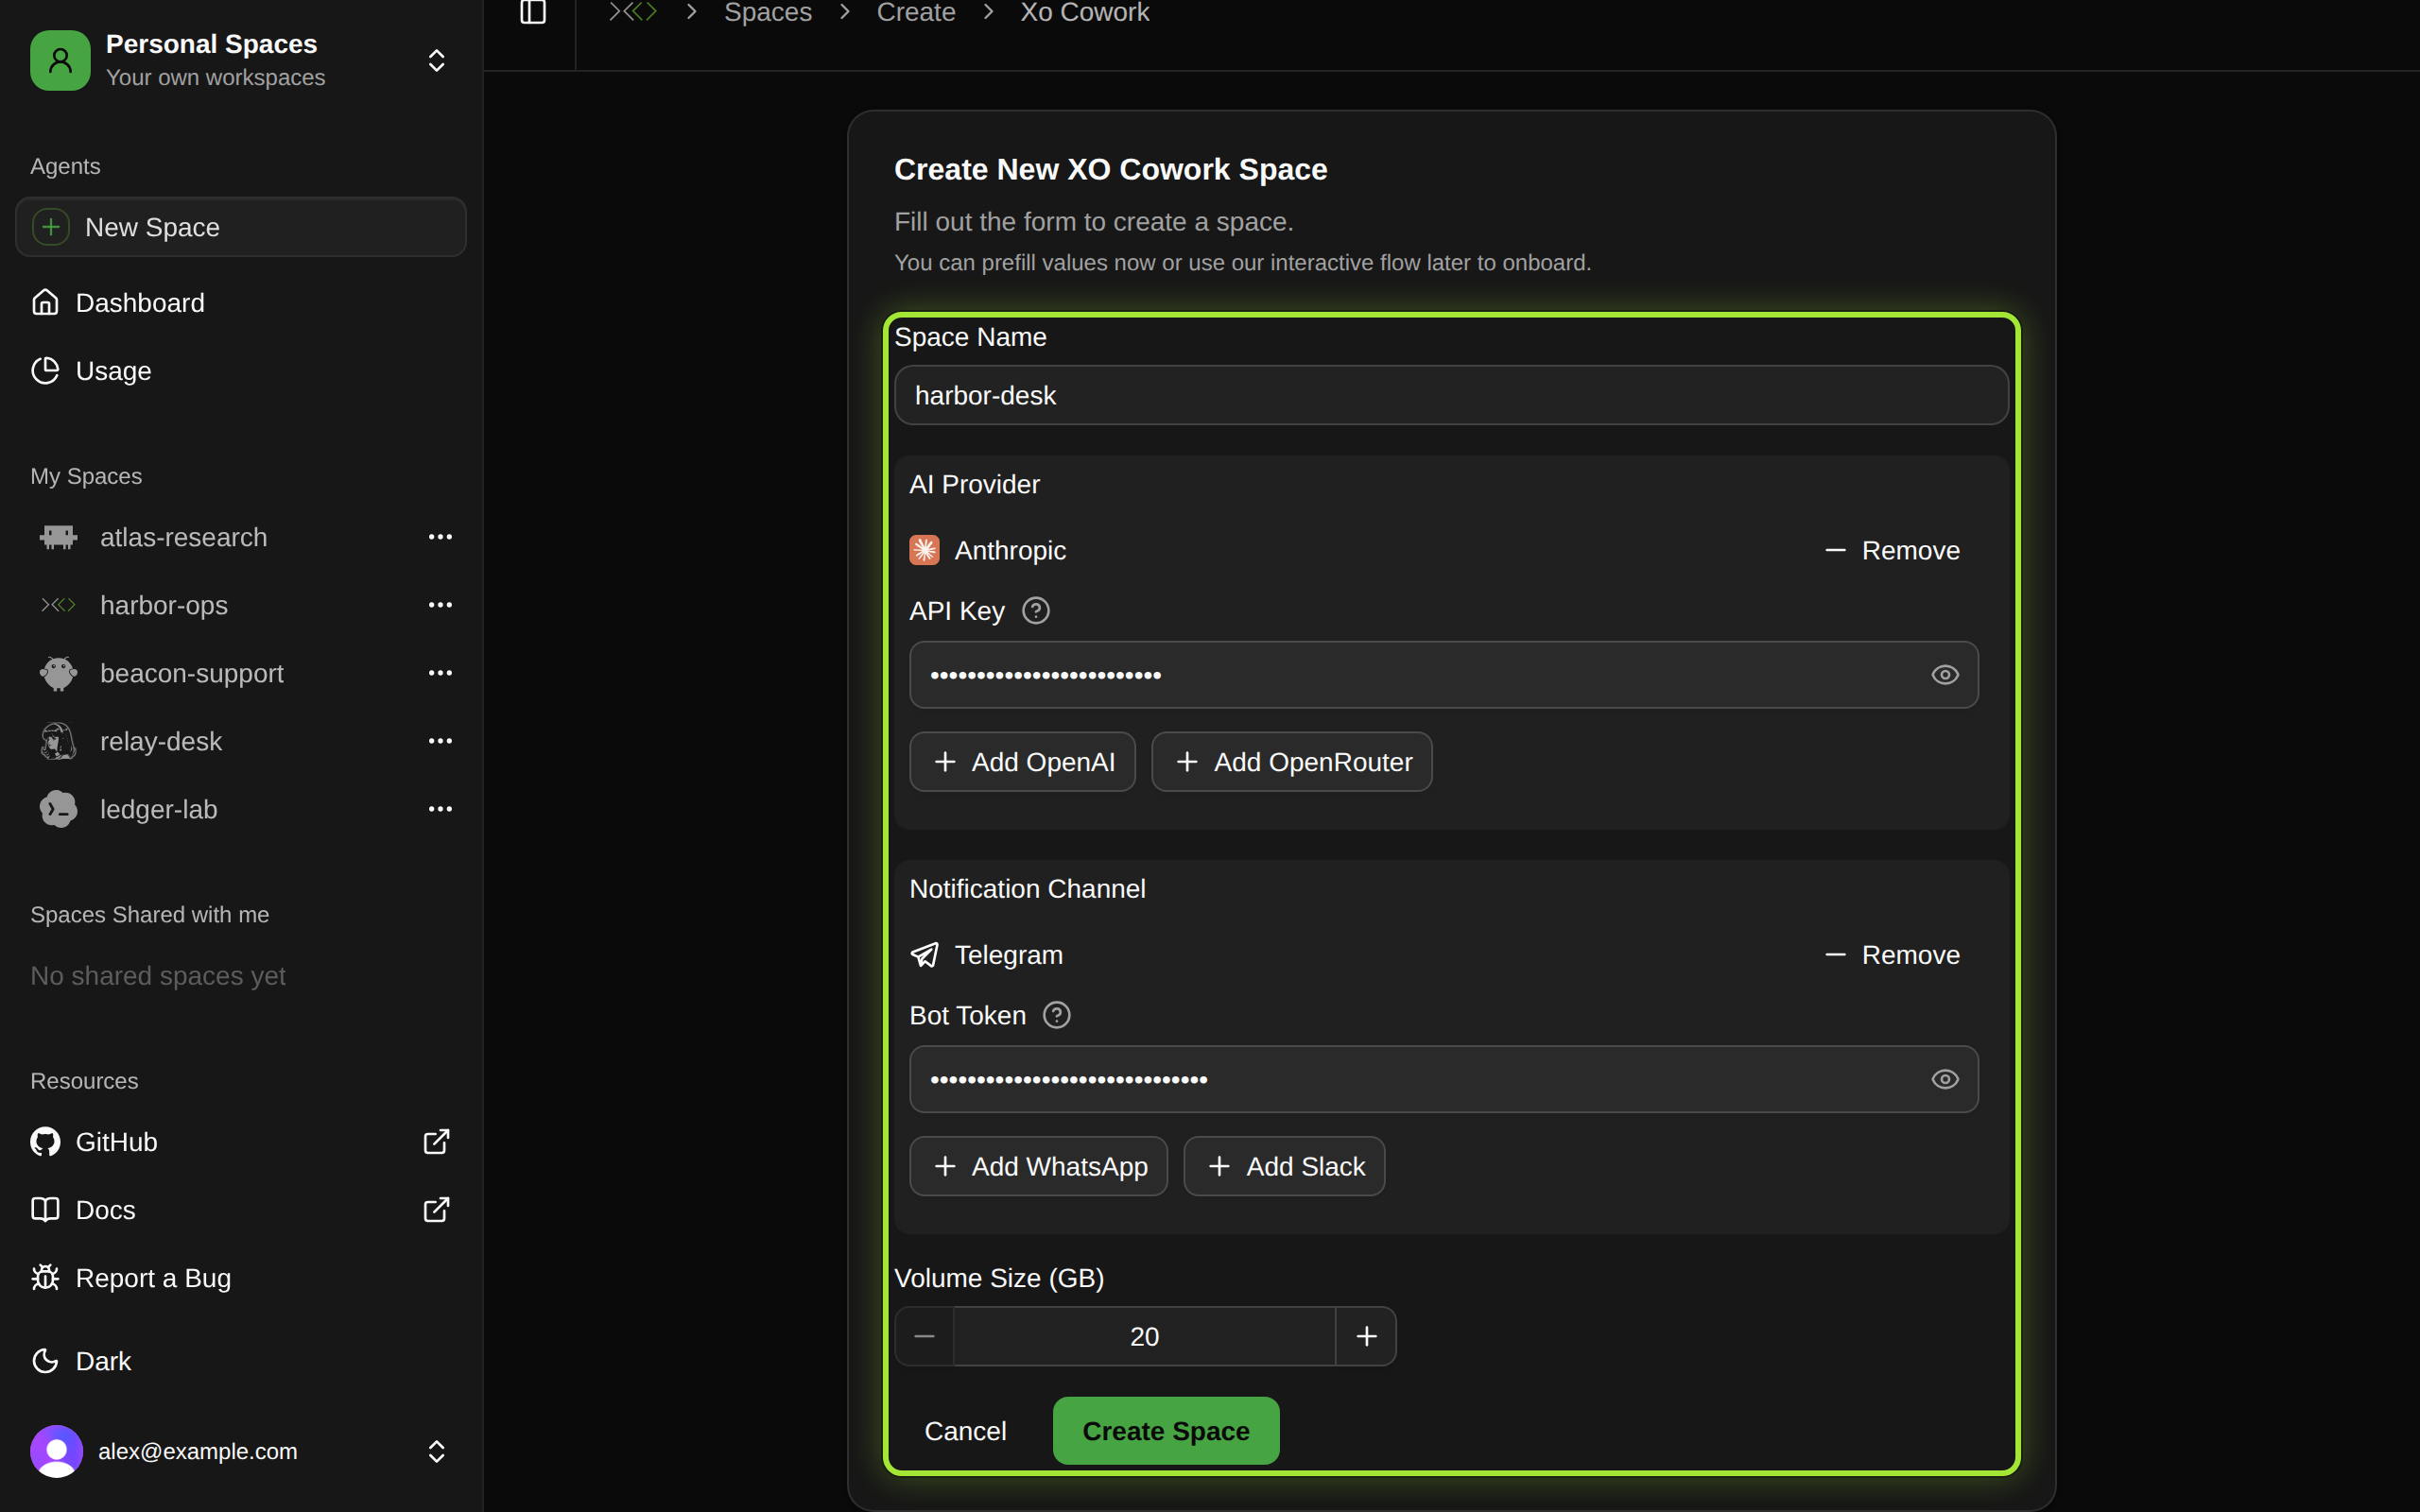 Personal Spaces
Your own workspaces
Agents
New Space
Dashboard
Usage
My Spaces
atlas-research
harbor-ops
beacon-support
relay-desk
ledger-lab
Spaces Shared with me
No shared spaces yet
Resources
GitHub
Docs
Report a Bug
Dark
alex@example.com
Spaces
Create
Xo Cowork
Create New XO Cowork Space
Fill out the form to create a space.
You can prefill values now or use our interactive flow later to onboard.
Space Name
harbor-desk
AI Provider
Anthropic
Remove
API Key
•••••••••••••••••••••••••
Add OpenAI
Add OpenRouter
Notification Channel
Telegram
Remove
Bot Token
••••••••••••••••••••••••••••••
Add WhatsApp
Add Slack
Volume Size (GB)
20
Cancel
Create Space